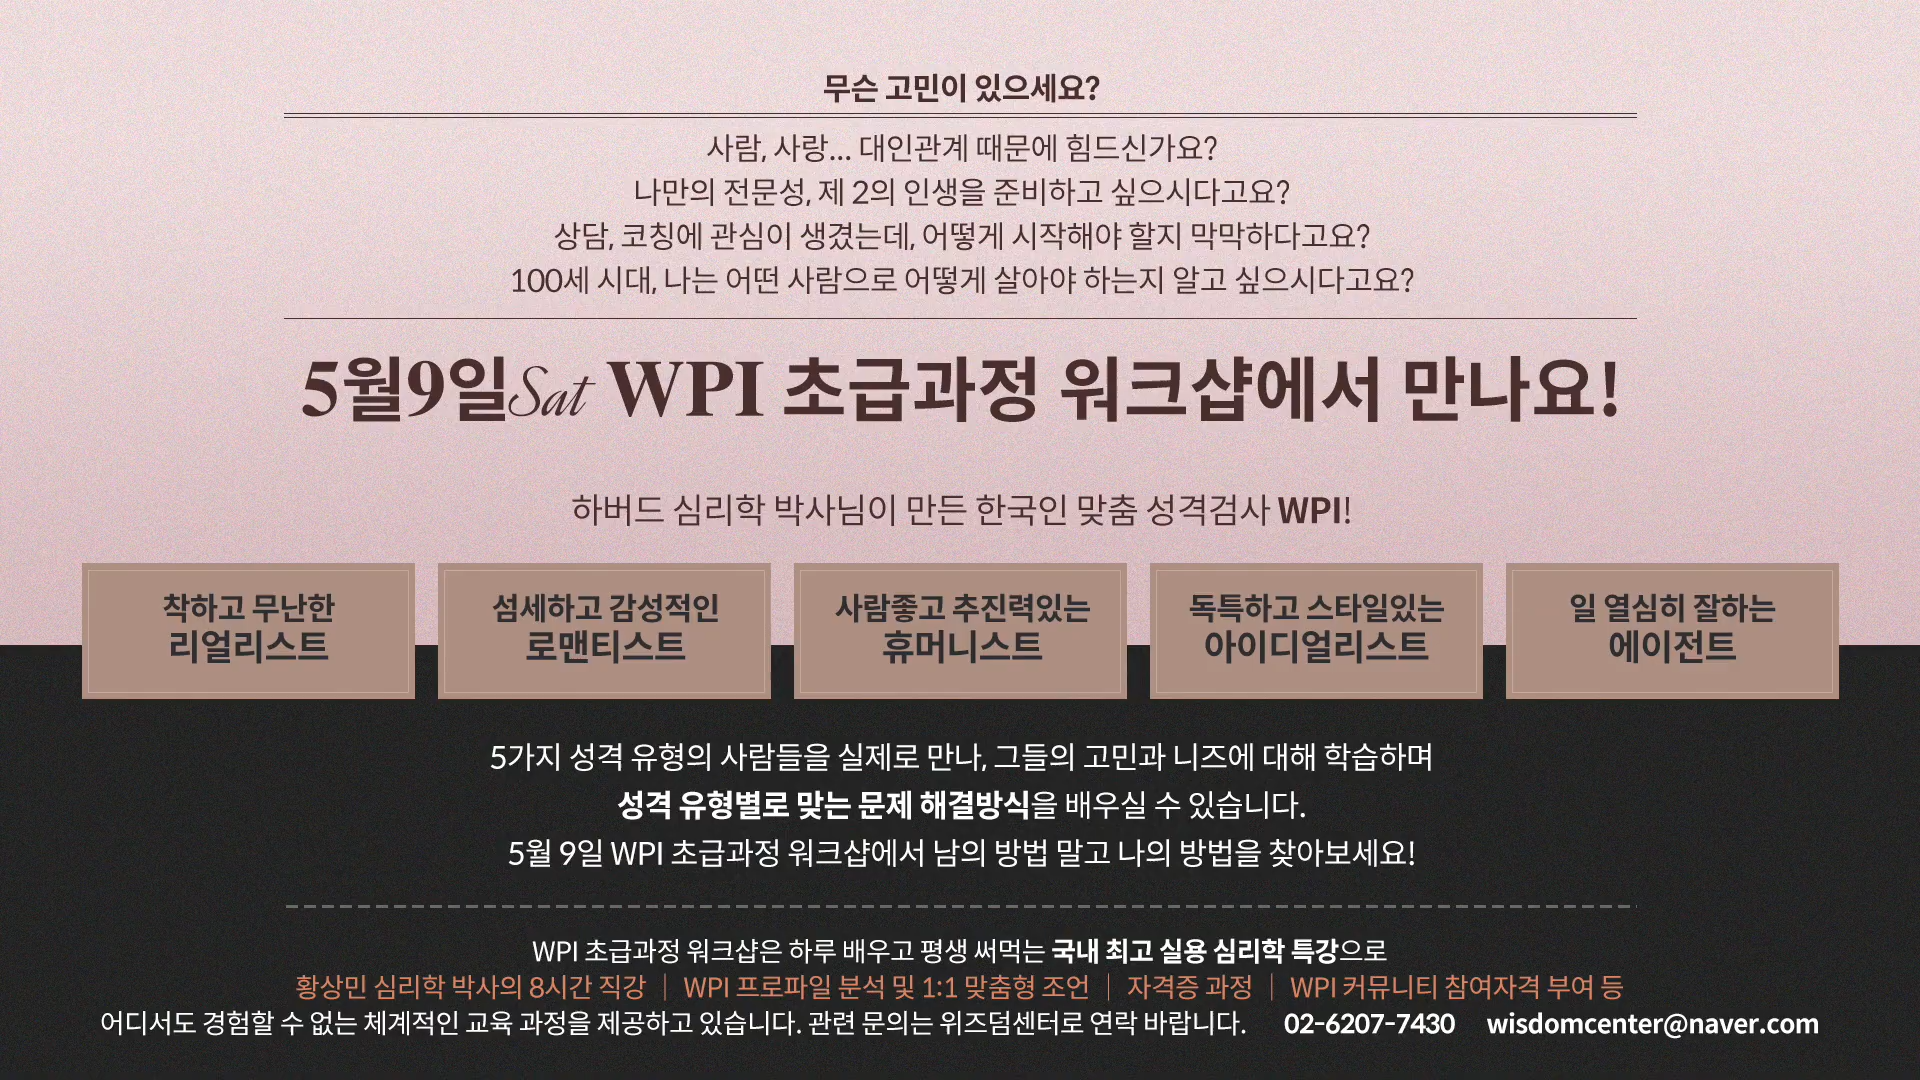 무슨 고민이 있으세요?
사람, 사랑... 대인관계 때문에 힘드신가요?
나만의 전문성, 제 2의 인생을 준비하고 싶으시다고요?
상담, 코칭에 관심이 생겼는데, 어떻게 시작해야 할지 막막하다고요?
100세 시대, 나는 어떤 사람으로 어떻게 살아야 하는지 알고 싶으시다고요?
5월9일Sat WPI 초급과정 워크샵에서 만나요!
하버드 심리학 박사님이 만든 한국인 맞춤 성격검사 WPI!
착하고 무난한
리얼리스트
섬세하고 감성적인
로맨티스트
사람좋고 추진력있는
휴머니스트
독특하고 스타일있는
아이디얼리스트
일 열심히 잘하는
에이전트
5가지 성격 유형의 사람들을 실제로 만나, 그들의 고민과 니즈에 대해 학습하며
성격 유형별로 맞는 문제 해결방식을 배우실 수 있습니다.
5월 9일 WPI 초급과정 워크샵에서 남의 방법 말고 나의 방법을 찾아보세요!
WPI 초급과정 워크샵은 하루 배우고 평생 써먹는 국내 최고 실용 심리학 특강으로
황상민 심리학 박사의 8시간 직강 | WPI 프로파일 분석 및 1:1 맞춤형 조언 | 자격증 과정 | WPI 커뮤니티 참여자격 부여 등
어디서도 경험할 수 없는 체계적인 교육 과정을 제공하고 있습니다. 관련 문의는 위즈덤센터로 연락 바랍니다. 02-6207-7430 wisdomcenter@naver.com